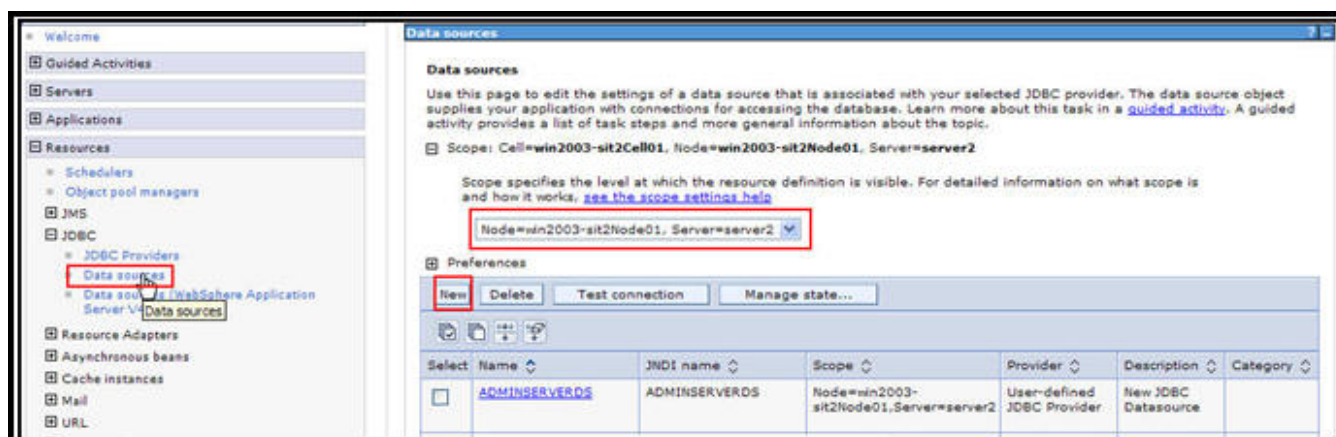 Welcome
Guided Activities
Servers
Applications
Resources
Schedulers
Object pool managers
JMS
JDBC
JDBC Providers
Data sources
Data sources (WebSphere Application
Server V4
Data sources
Resource Adapters
Asynchronous beans
Cache instances
Mail
URL
Data sources
? -
Data sources
Use this page to edit the settings of a data source that is associated with your selected JDBC provider. The data source object
supplies your application with connections for accessing the database. Learn more about this task in a guided activity. A guided
activity provides a list of task steps and more general information about the topic.
Scope: Cell=win2003-sit2Cell01, Node=win2003-sit2Node01, Server=server2
Scope specifies the level at which the resource definition is visible. For detailed information on what scope is
and how it works, see the scope settings help
Node=win2003-sit2Node01, Server=server2
Preferences
New Delete Test connection Manage state...
Select Name JNDI name Scope Provider Description Category
ADMINSERVERDS ADMINSERVERDS Node=win2003- User-defined New JDBC
sit2Node01,Server=server2 JDBC Provider Datasource